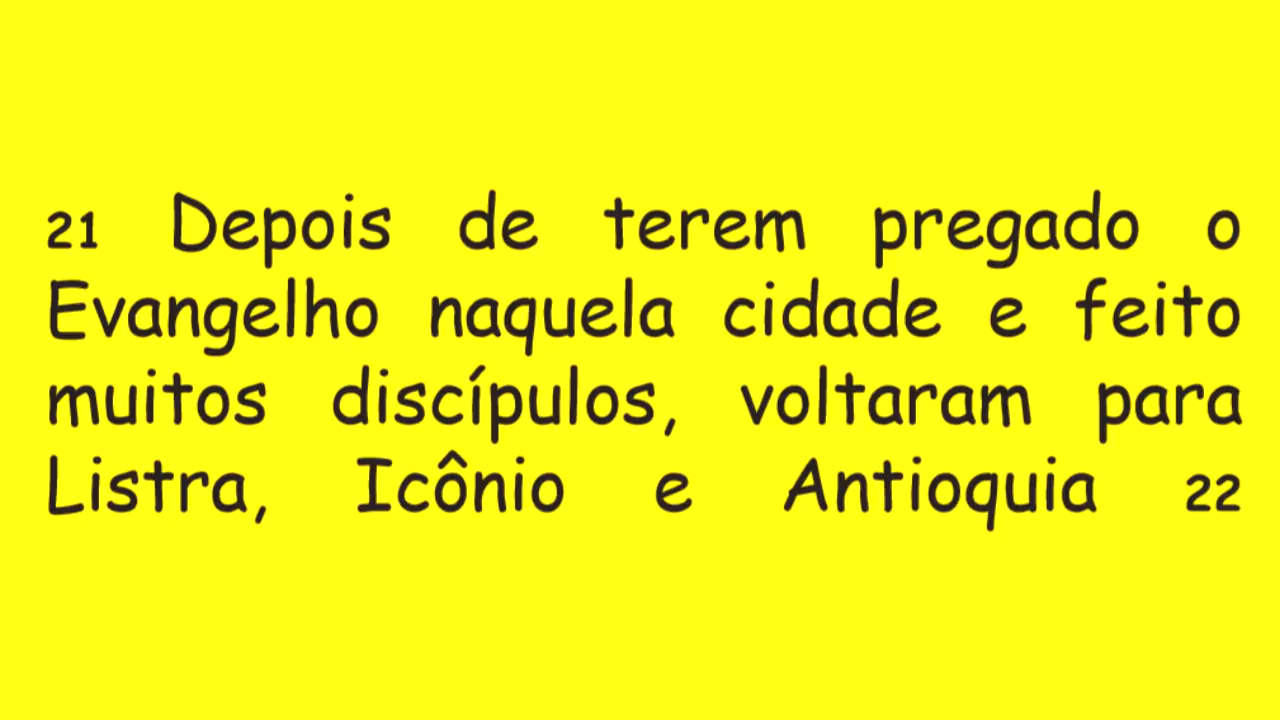 21 Depois de terem pregado o
Evangelho naquela cidade e feito
muitos discípulos, voltaram para
Listra, Icônio e Antioquia 22